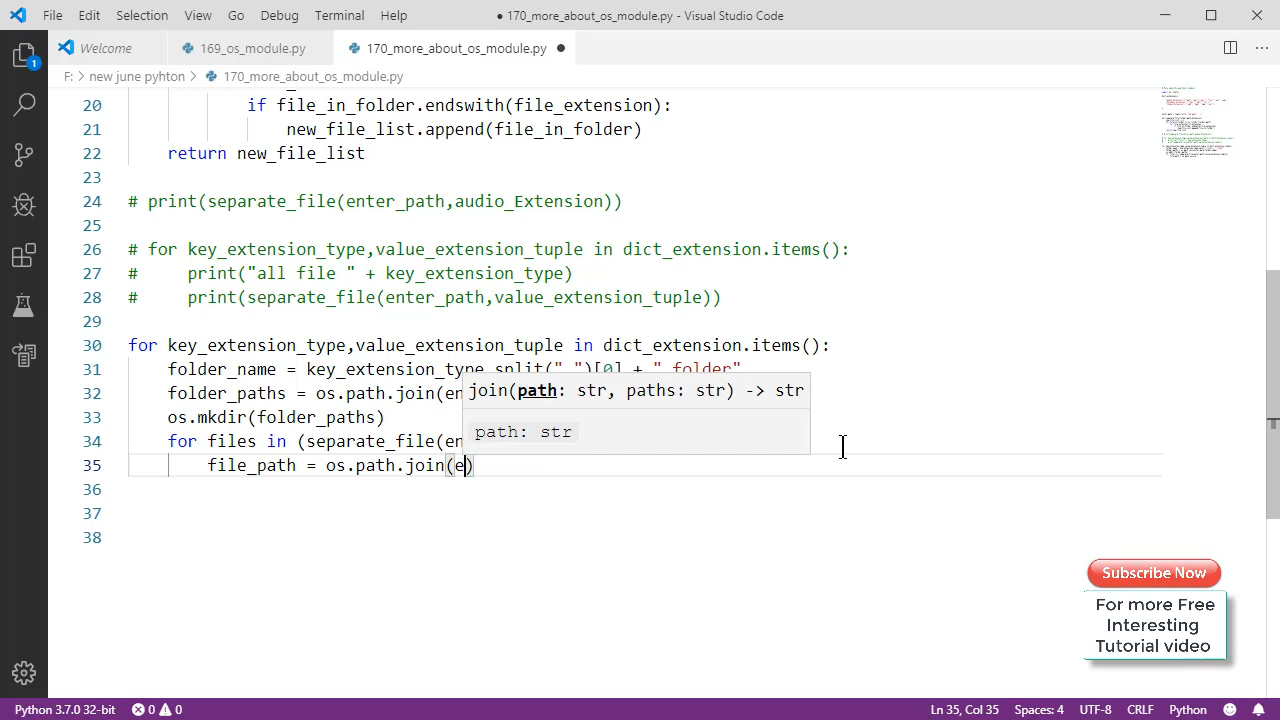 File Edit Selection View Go Debug Terminal Help ● 170_more_about_os_module.py - Visual Studio Code
Welcome 169_os_module.py 170_more_about_os_module.py ●
F: > new june pyhton > 170_more_about_os_module.py
1
20 if file_in_folder.endswith(file_extension):
21 new_file_list.append(file_in_folder)
22 return new_file_list
23
24 # print(separate_file(enter_path,audio_Extension))
25
26 # for key_extension_type,value_extension_tuple in dict_extension.items():
27 # print("all file " + key_extension_type)
28 # print(separate_file(enter_path,value_extension_tuple))
29
30 for key_extension_type,value_extension_tuple in dict_extension.items():
31 folder_name = key_extension_type.split("_")[0] + "_folder"
32 folder_paths = os.path.join(en
join(path: str, paths: str) -> str
33 os.mkdir(folder_paths)
path: str
34 for files in (separate_file(en
35 file_path = os.path.join(e)
36
37
38
Subscribe Now
For more Free
Interesting
Tutorial video
Python 3.7.0 32-bit 0 0 Ln 35, Col 35 Spaces: 4 UTF-8 CRLF Python